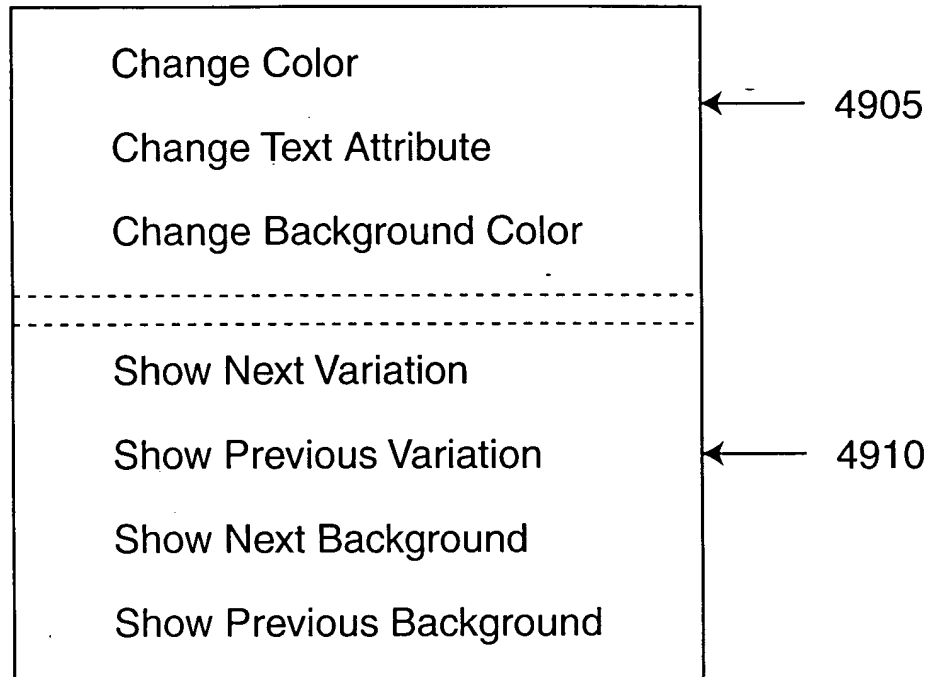 Change Color
4905
Change Text Attribute
Change Background Color
Show Next Variation
Show Previous Variation
4910
Show Next Background
Show Previous Background